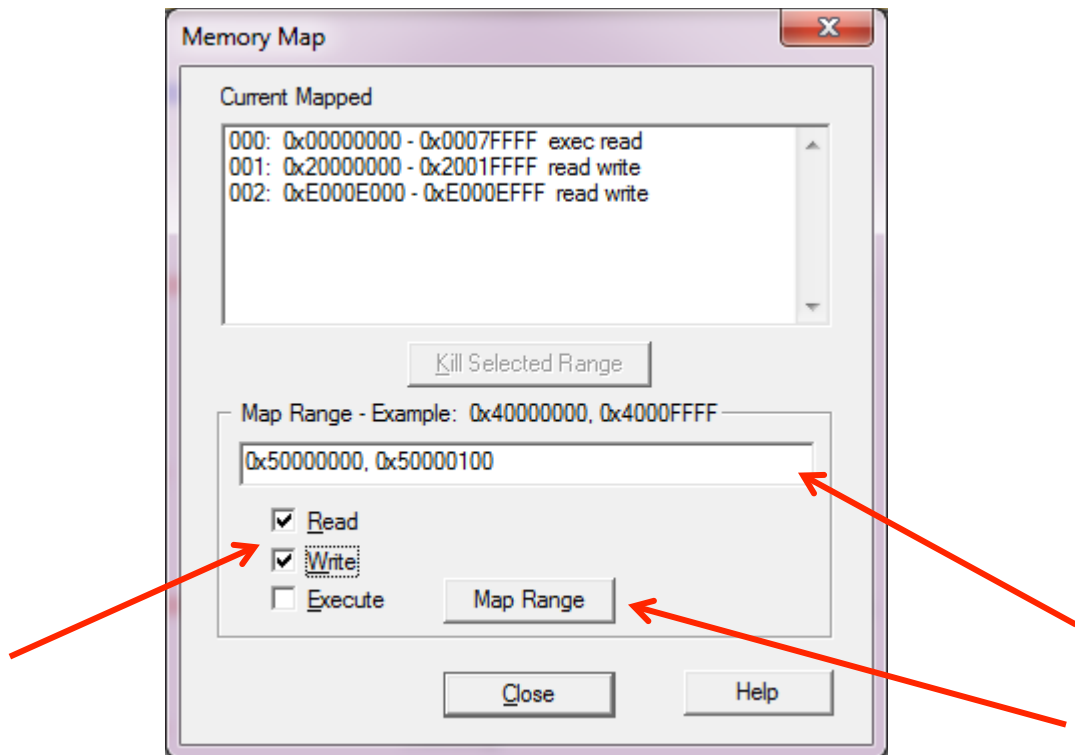 Memory Map
Current Mapped
000: 0x00000000 - 0x0007FFFF exec read
001: 0x20000000 - 0x2001FFFF read write
002: 0xE000E000 - 0xE000EFFF read write
Kill Selected Range
Map Range - Example: 0x40000000, 0x4000FFFF
0x50000000, 0x50000100
Read
Write
Execute Map Range
Close Help